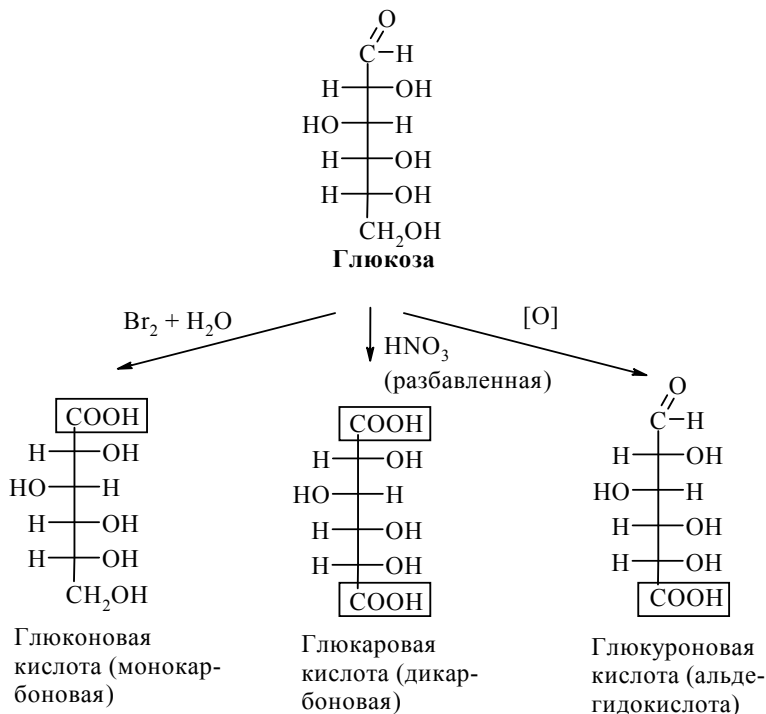 O
C H
H OH
HO H
H OH
H OH
CH₂OH
Глюкоза
Br₂ + H₂O
HNO₃
(разбавленная)
[O]
COOH
H OH
HO H
H OH
H OH
CH₂OH
Глюконовая
кислота (монокар-
боновая)
COOH
H OH
HO H
H OH
H OH
COOH
Глюкаровая
кислота (дикар-
боновая)
O
C H
H OH
HO H
H OH
H OH
COOH
Глюкуроновая
кислота (альде-
гидокислота)